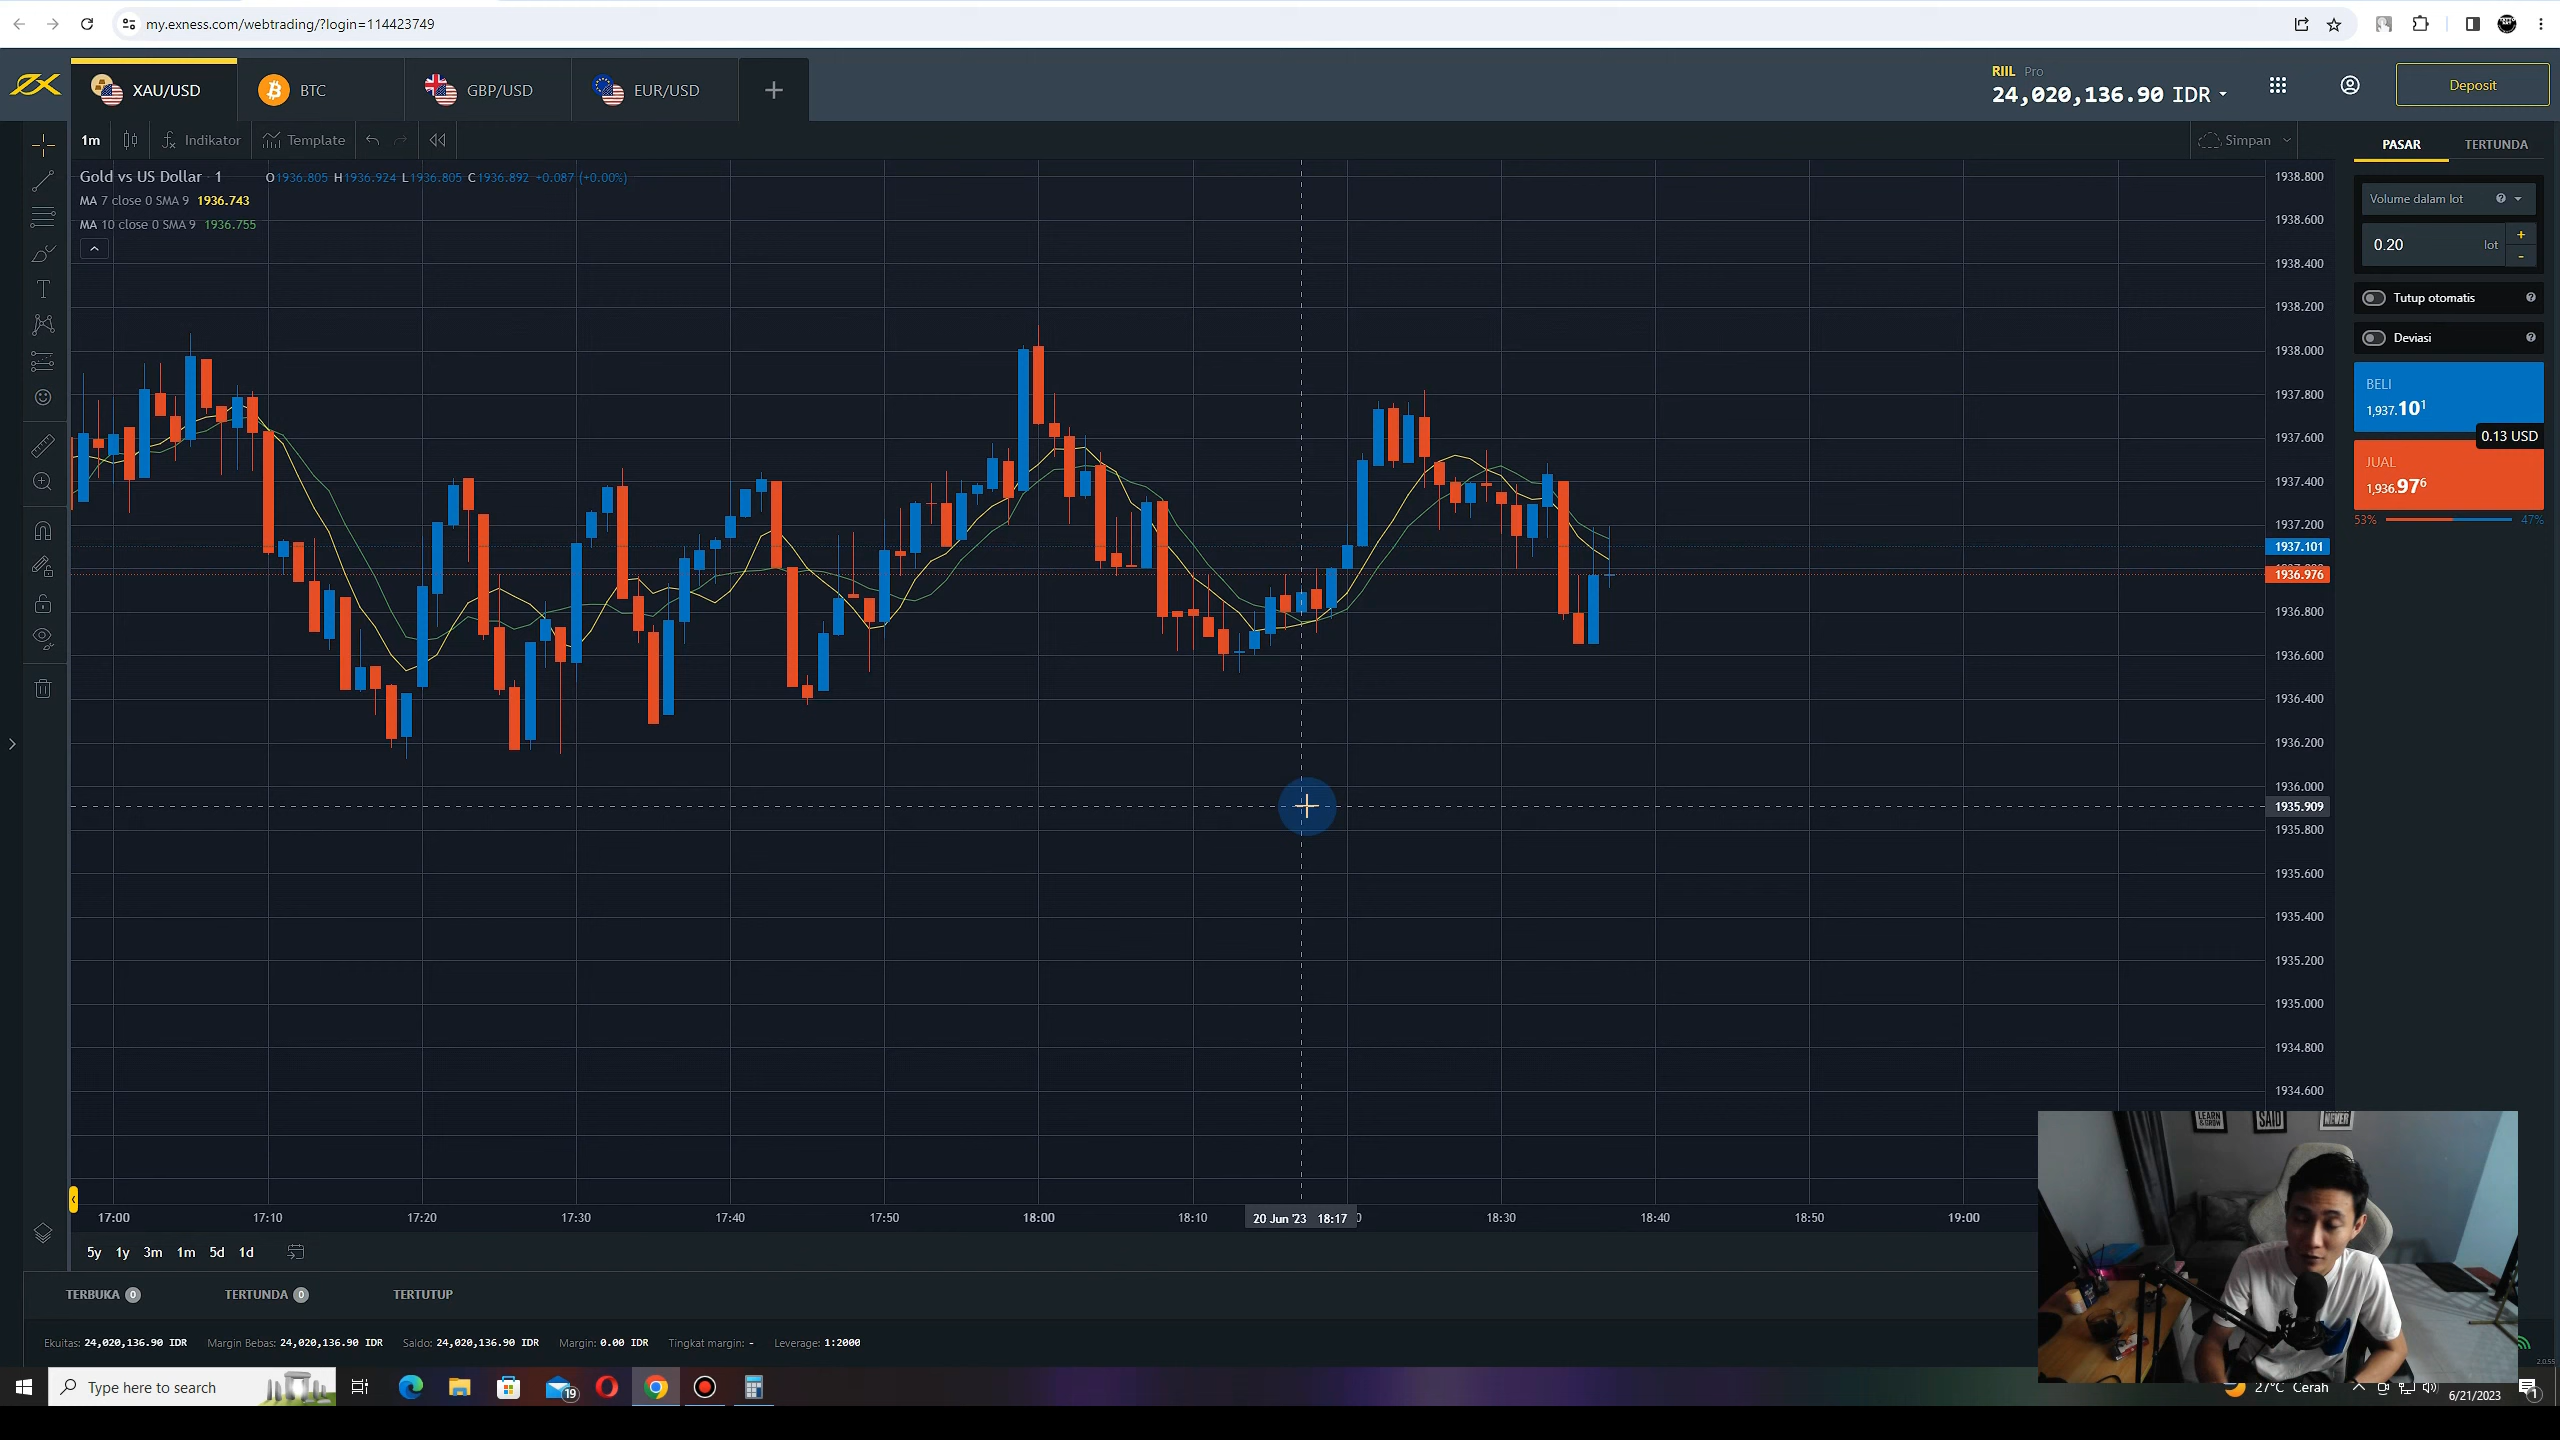 my.exness.com/webtrading/?login=114423749
XAU/USD
BTC
GBP/USD
EUR/USD
RIIL Pro
24,020,136.90 IDR
Deposit
1m
Indikator
Template
Simpan
PASAR
TERTUNDA
Gold vs US Dollar · 1 O1936.805 H1936.924 L1936.805 C1936.892 +0.087 (+0.00%)
MA 7 close 0 SMA 9 1936.743
MA 10 close 0 SMA 9 1936.755
Volume dalam lot
0.20 lot
+
-
Tutup otomatis
Deviasi
BELI
1,937.101
0.13 USD
JUAL
1,936.976
53%
47%
1938.800
1938.600
1938.400
1938.200
1938.000
1937.800
1937.600
1937.400
1937.200
1937.101
1936.976
1936.800
1936.600
1936.400
1936.200
1936.000
1935.909
1935.800
1935.600
1935.400
1935.200
1935.000
1934.800
1934.600
17:00 17:10 17:20 17:30 17:40 17:50 18:00 18:10 20 Jun '23 18:17 18:30 18:40 18:50 19:00
5y 1y 3m 1m 5d 1d
TERBUKA 0
TERTUNDA 0
TERTUTUP
Ekuitas: 24,020,136.90 IDR Margin Bebas: 24,020,136.90 IDR Saldo: 24,020,136.90 IDR Margin: 0.00 IDR Tingkat margin: - Leverage: 1:2000
LEARN
& GROW
SAID
NEVER
Type here to search
19
27°C Cerah
6/21/2023
1